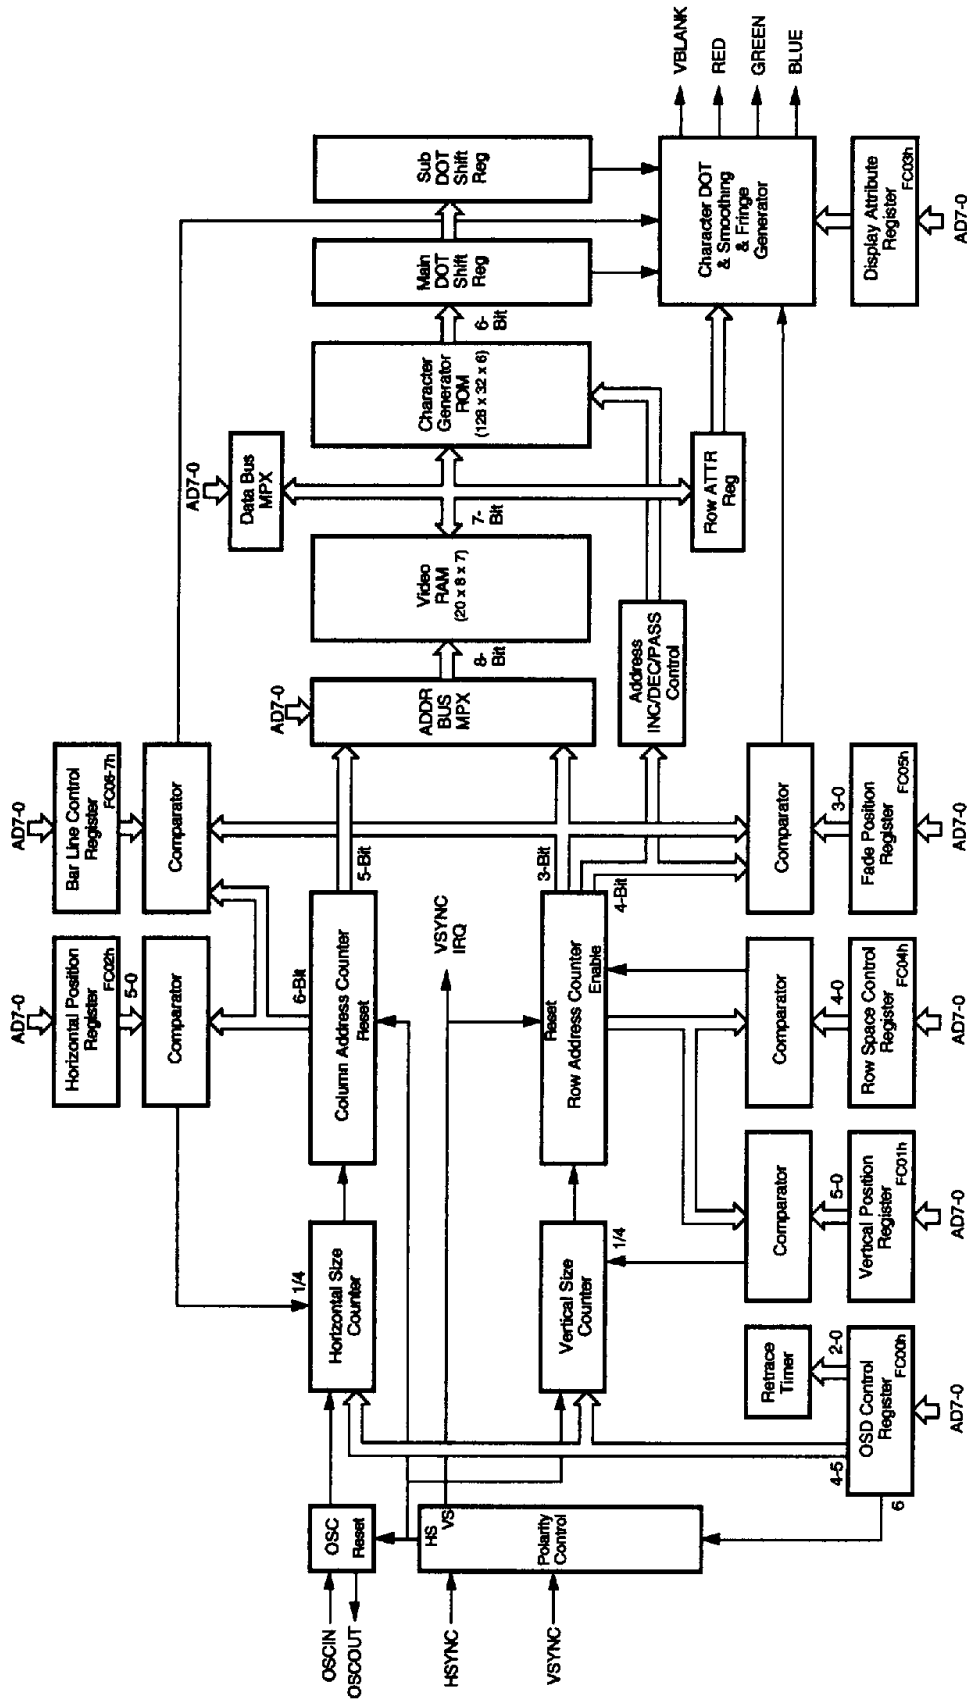 AD7-0
Horizontal Position
Register
FC02h
5-0
Comparator
AD7-0
Bar Line Control
Register
FC06-7h
Comparator
AD7-0
Data Bus
MPX
OSCIN
OSCOUT
OSC
Reset
1/4
Horizontal Size
Counter
6-Bit
Column Address Counter
Reset
5-Bit
AD7-0
ADDR
BUS
MPX
8-
Bit
Video
RAM
(20 x 8 x 7)
7-
Bit
Character
Generator
ROM
(128 x 32 x 6)
6-
Bit
Main
DOT
Shift
Reg
Sub
DOT
Shift
Reg
HSYNC
VSYNC
HS
VS
Polarity
Control
VSYNC
IRQ
Vertical Size
Counter
1/4
Reset
Row Address Counter
Enable
3-Bit
4-Bit
Address
INC/DEC/PASS
Control
Row ATTR
Reg
Character DOT
& Smoothing
& Fringe
Generator
VBLANK
RED
GREEN
BLUE
Retrace
Timer
2-0
4-5
6
OSD Control
Register
FC00h
AD7-0
Comparator
5-0
Vertical Position
Register
FC01h
AD7-0
Comparator
4-0
Row Space Control
Register
FC04h
AD7-0
Comparator
3-0
Fade Position
Register
FC05h
AD7-0
Display Attribute
Register
FC03h
AD7-0